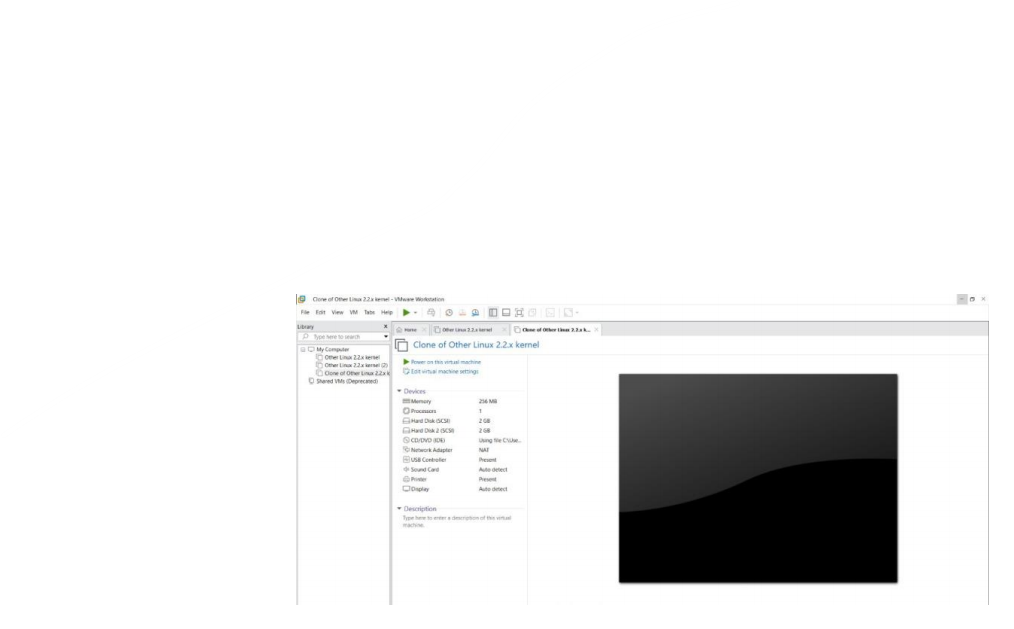 Clone of Other Linux 2.2.x kernel - VMware Workstation
File Edit View VM Tabs Help
Library
Home
Other Linux 2.2.x kernel
Clone of Other Linux 2.2.x k...
Type here to search
Clone of Other Linux 2.2.x kernel
My Computer
Other Linux 2.2.x kernel
Other Linux 2.2.x kernel (2)
Clone of Other Linux 2.2.x k
Shared VMs (Deprecated)
Power on this virtual machine
Edit virtual machine settings
Devices
Memory 256 MB
Processors 1
Hard Disk (SCSI) 2 GB
Hard Disk 2 (SCSI) 2 GB
CD/DVD (IDE) Using file C:\Use...
Network Adapter NAT
USB Controller Present
Sound Card Auto detect
Printer Present
Display Auto detect
Description
Type here to enter a description of this virtual
machine.